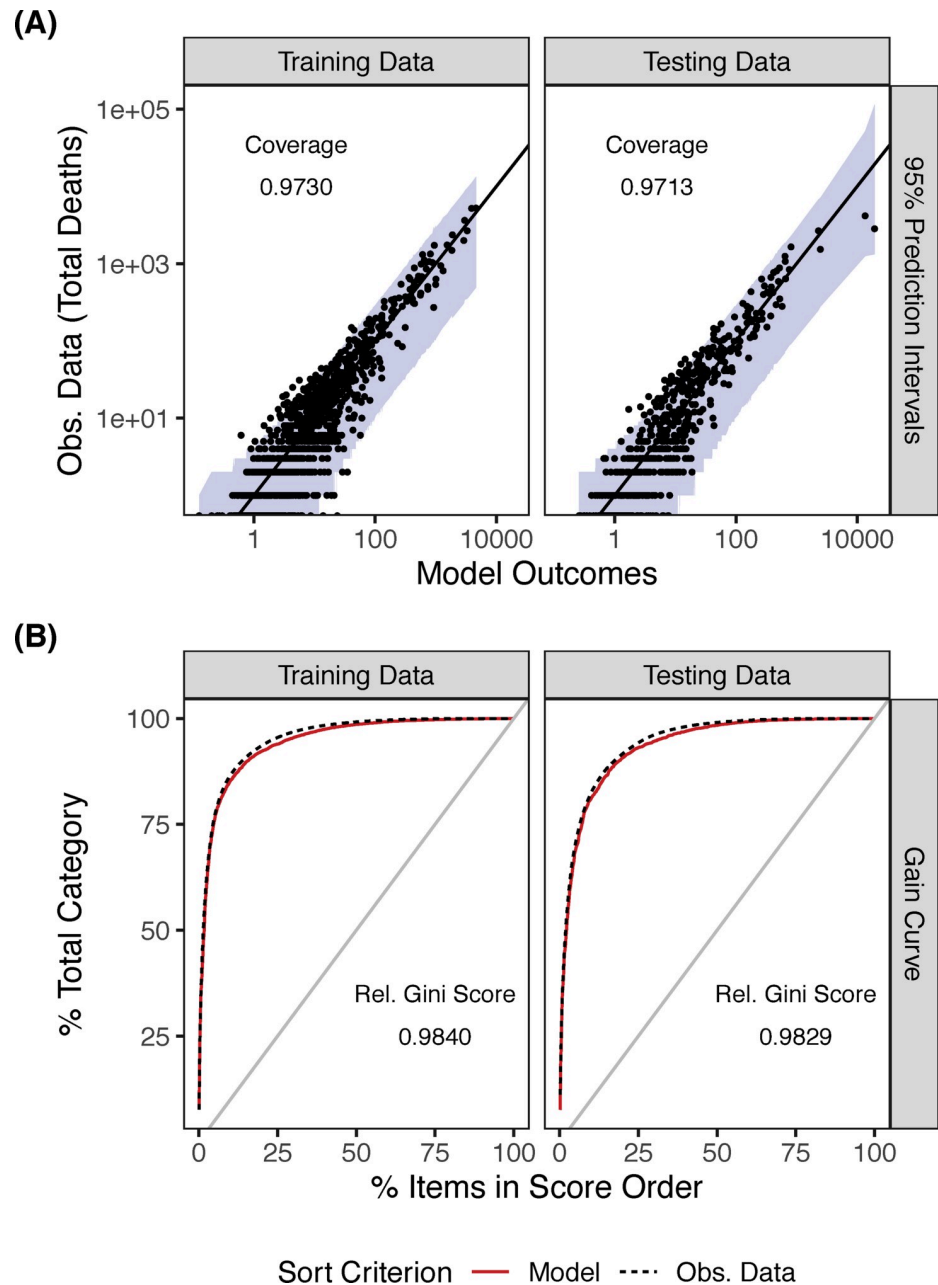 (A)
Training Data
Testing Data
Obs. Data (Total Deaths)
1e+05
1e+03
1e+01
Coverage
0.9730
Coverage
0.9713
95% Prediction Intervals
1 100 10000
1 100 10000
Model Outcomes
(B)
Training Data
Testing Data
% Total Category
100
75
50
25
Rel. Gini Score
0.9840
Rel. Gini Score
0.9829
Gain Curve
0 25 50 75 100
0 25 50 75 100
% Items in Score Order
Sort Criterion Model Obs. Data